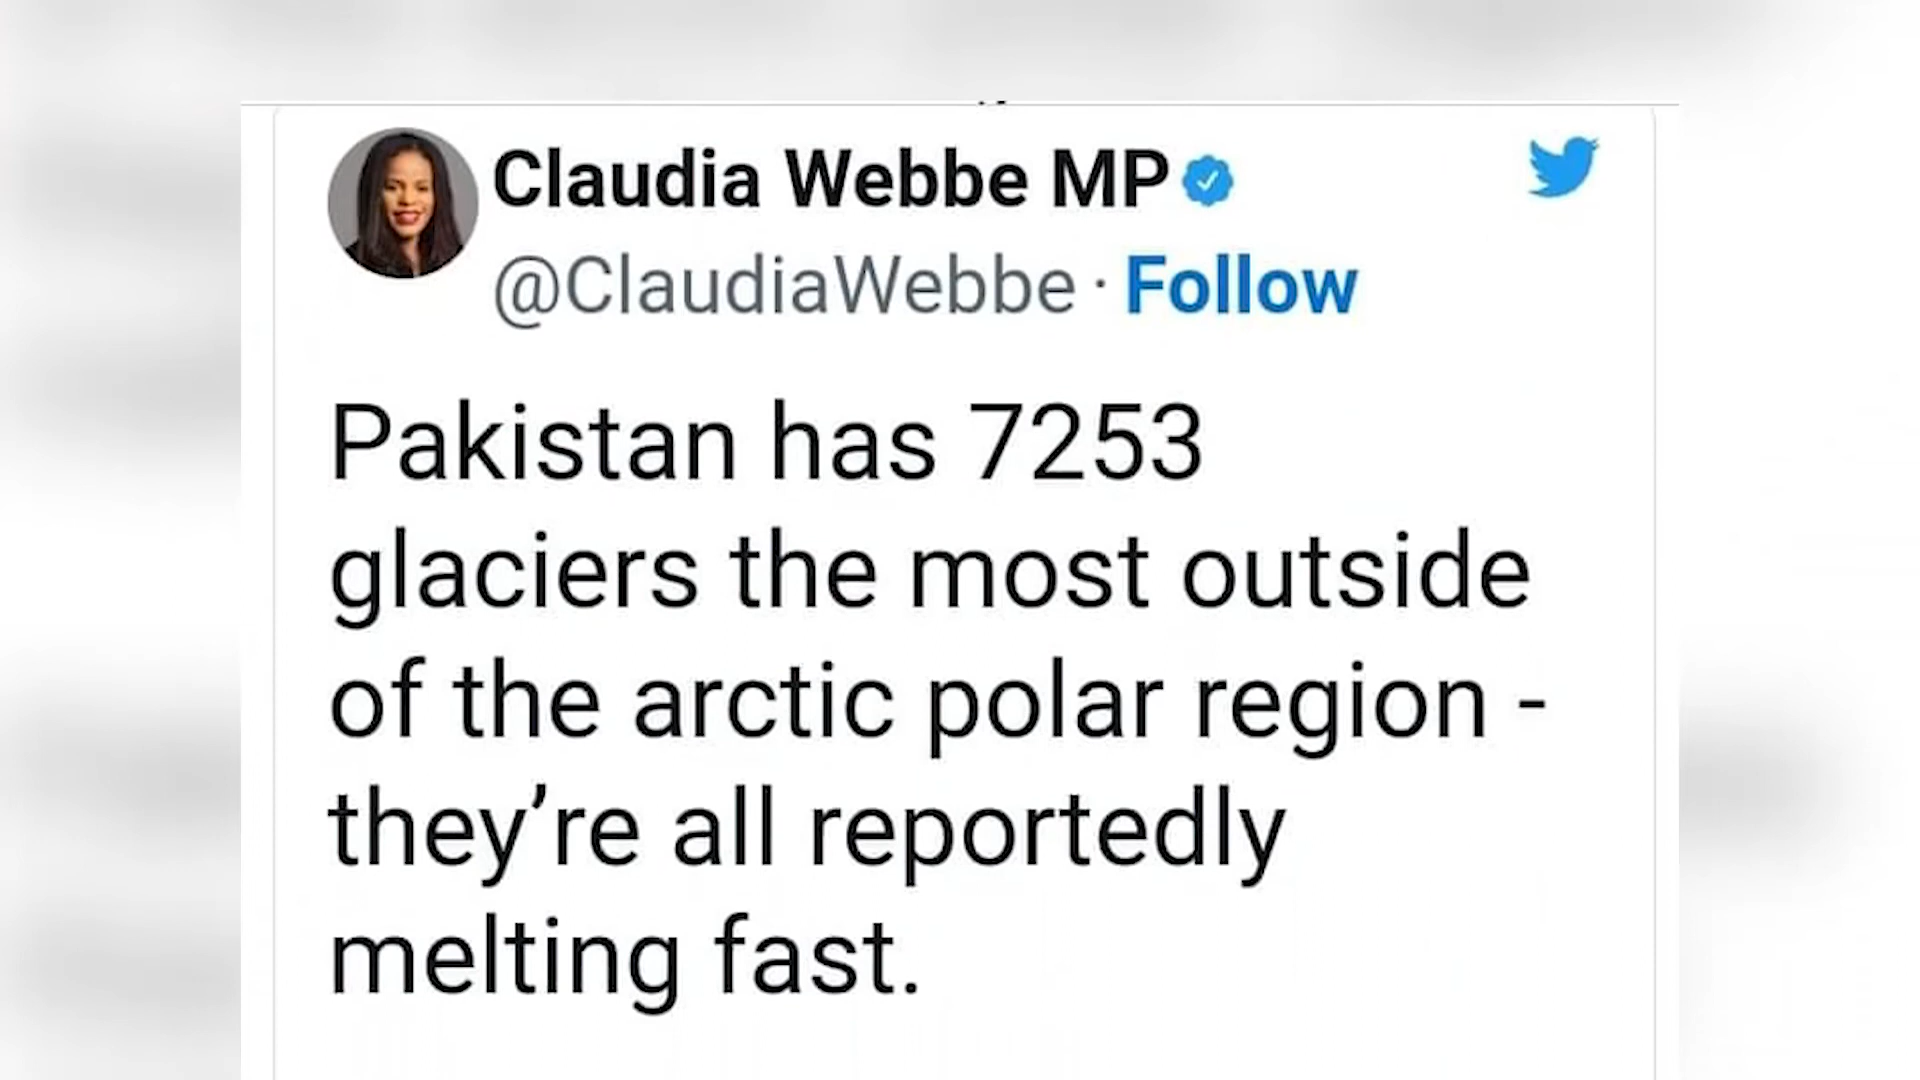 Claudia Webbe MP
@ClaudiaWebbe · Follow
Pakistan has 7253
glaciers the most outside
of the arctic polar region -
they’re all reportedly
melting fast.